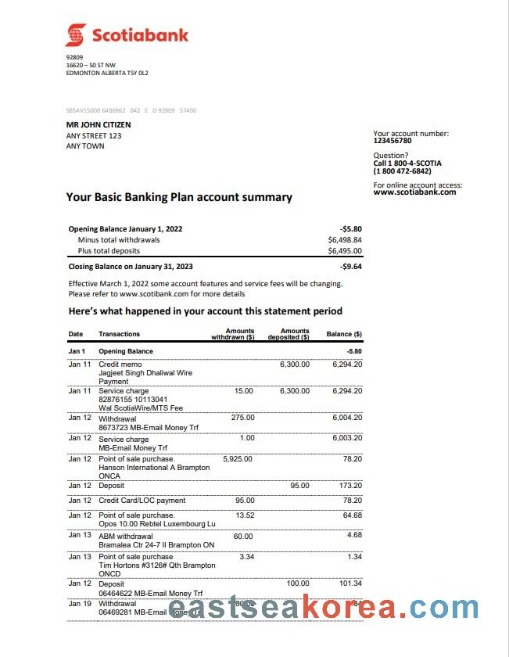 Scotiabank
92809
16620 – 50 ST NW
EDMONTON ALBERTA T5Y 0L2
MR JOHN CITIZEN
ANY STREET 123
ANY TOWN
Your account number:
123456780
Question?
Call 1 800-4-SCOTIA
(1 800 472-6842)
For online account access:
www.scotiabank.com
Your Basic Banking Plan account summary
Opening Balance January 1, 2022 -$5.80
Minus total withdrawals $6,498.84
Plus total deposits $6,495.00
Closing Balance on January 31, 2023 -$9.64
Effective March 1, 2022 some account features and service fees will be changing.
Please refer to www.scotibank.com for more details
Here's what happened in your account this statement period
Date Transactions Amounts withdrawn ($) Amounts deposited ($) Balance ($)
Jan 1 Opening Balance -5.80
Jan 11 Credit memo 6,300.00 6,294.20
Jagjeet Singh Dhaliwal Wire
Payment
Jan 11 Service charge 15.00 6,300.00 6,294.20
82876155 10113041
Wal ScotiaWire/MTS Fee
Jan 12 Withdrawal 275.00 6,004.20
8673723 MB-Email Money Trf
Jan 12 Service charge 1.00 6,003.20
MB-Email Money Trf
Jan 12 Point of sale purchase. 5,925.00 78.20
Hanson International A Brampton
ONCA
Jan 12 Deposit 95.00 173.20
Jan 12 Credit Card/LOC payment 95.00 78.20
Jan 12 Point of sale purchase. 13.52 64.68
Opos 10.00 Rebtel Luxembourg Lu
Jan 13 ABM withdrawal 60.00 4.68
Bramalea Ctr 24-7 II Brampton ON
Jan 13 Point of sale purchase 3.34 1.34
Tim Hortons #3126# Qth Brampton
ONCD
Jan 12 Deposit 100.00 101.34
06464622 MB-Email Money Trf
Jan 19 Withdrawal
06469281 MB-Email
eastseakorea.com